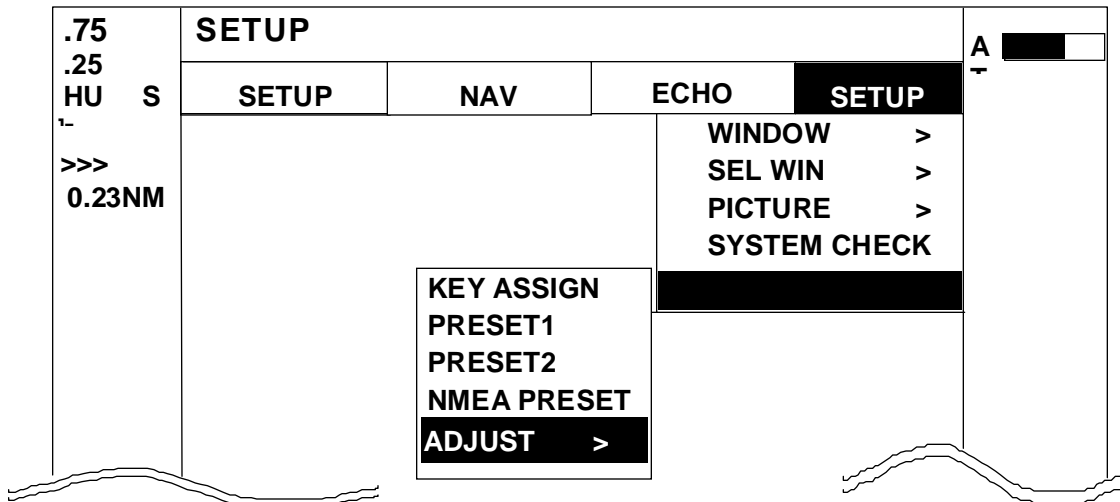 .75
.25
HU S
>>>
0.23NM
SETUP
SETUP NAV ECHO SETUP
WINDOW >
SEL WIN >
PICTURE >
SYSTEM CHECK
KEY ASSIGN
PRESET1
PRESET2
NMEA PRESET
ADJUST >
A